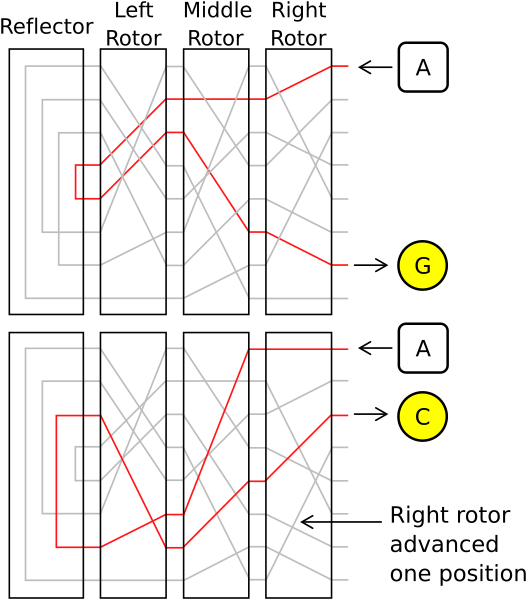 Reflector
Left
Rotor
Middle
Rotor
Right
Rotor
A
G
A
C
Right rotor
advanced
one position